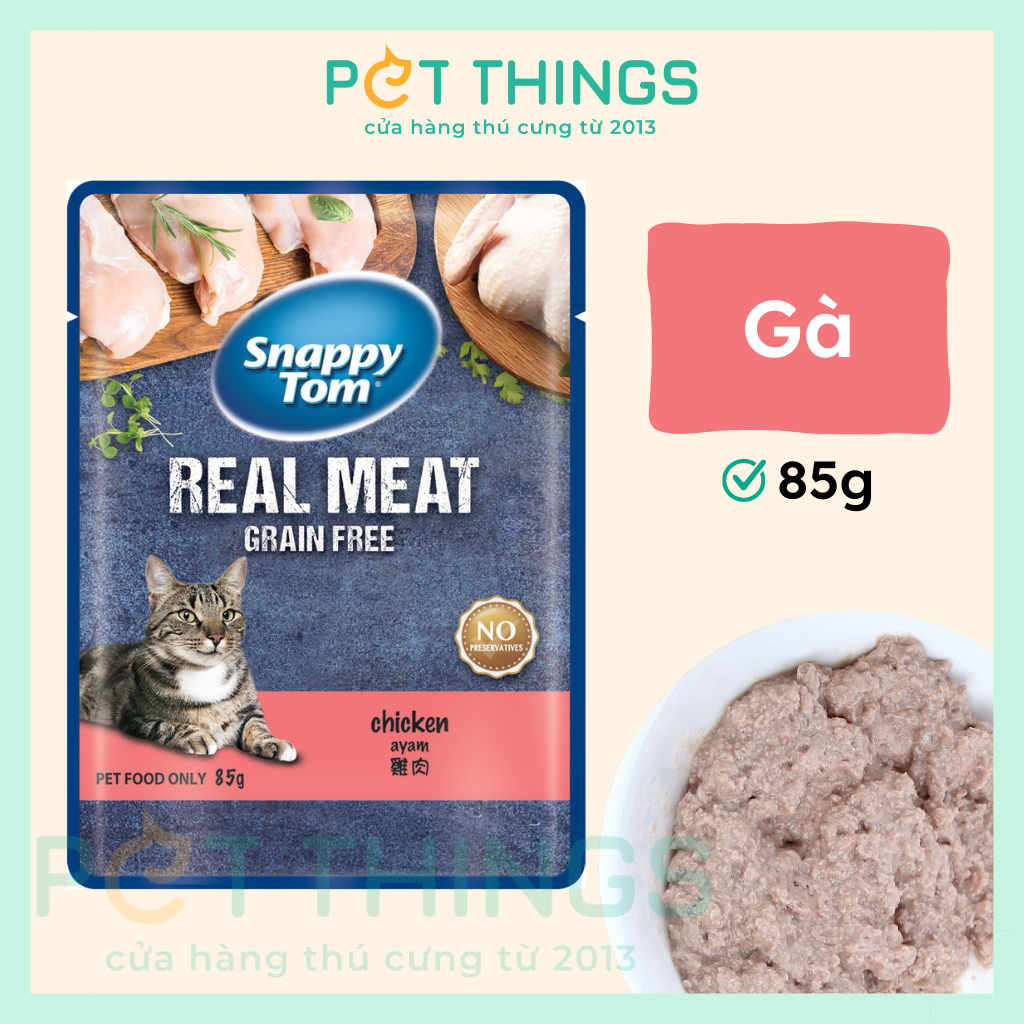 PET THINGS
cửa hàng thú cưng từ 2013
Snappy
Tom®
REAL MEAT
GRAIN FREE
NO
PRESERVATIVES
chicken
ayam
雞肉
PET FOOD ONLY 85g
Gà
85g
PET THINGS
cửa hàng thú cưng từ 2013